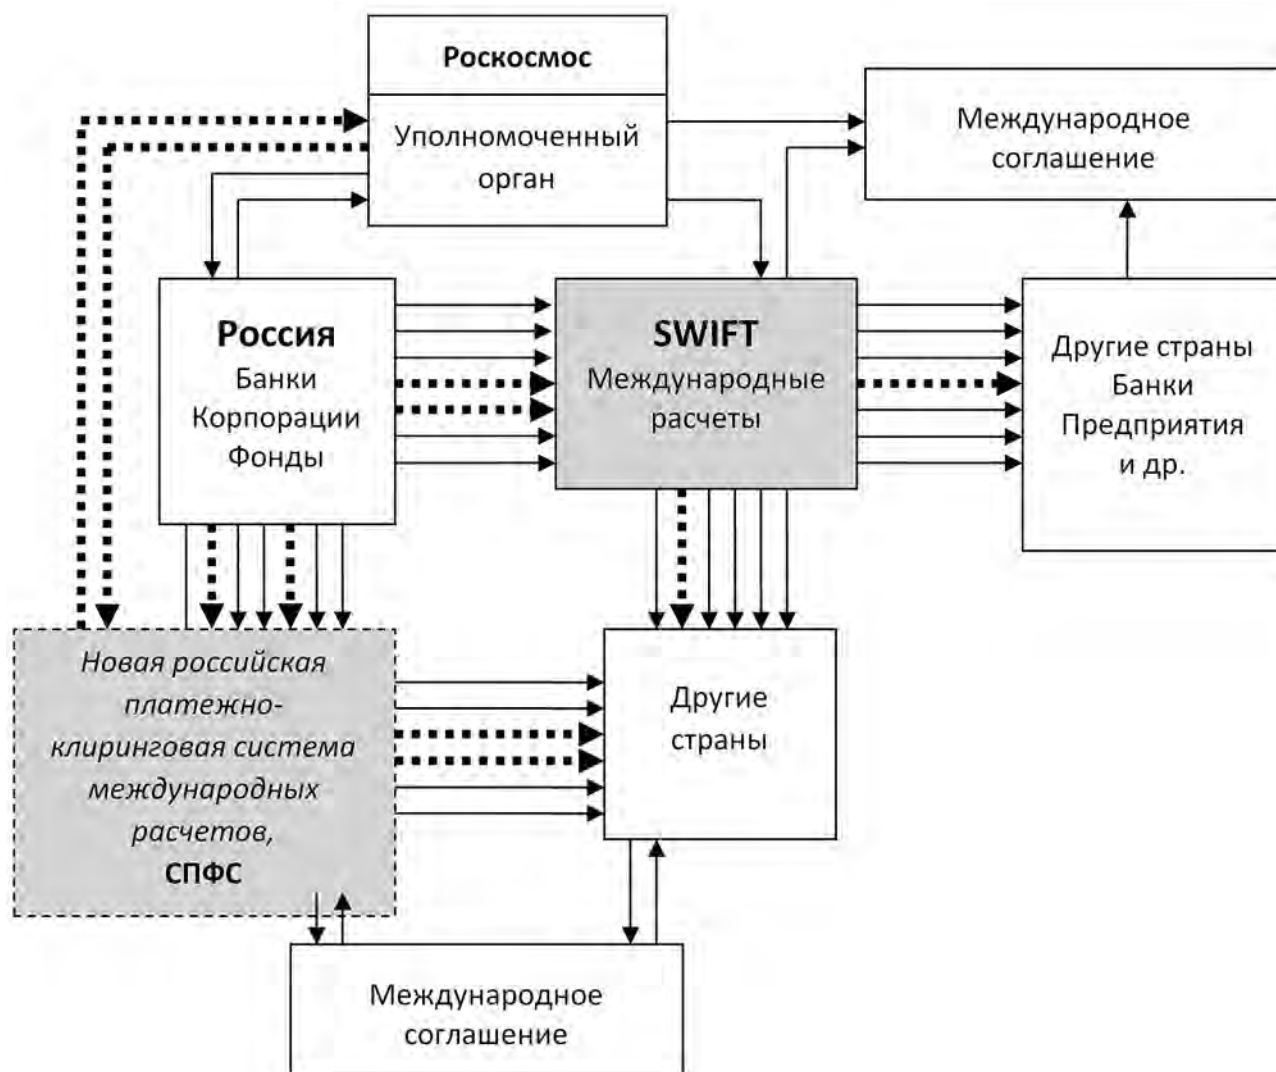 Роскосмос
Уполномоченный
орган
Международное
соглашение
Россия
Банки
Корпорации
Фонды
SWIFT
Международные
расчеты
Другие страны
Банки
Предприятия
и др.
Новая российская
платежно-
клиринговая система
международных
расчетов,
СПФС
Другие
страны
Международное
соглашение